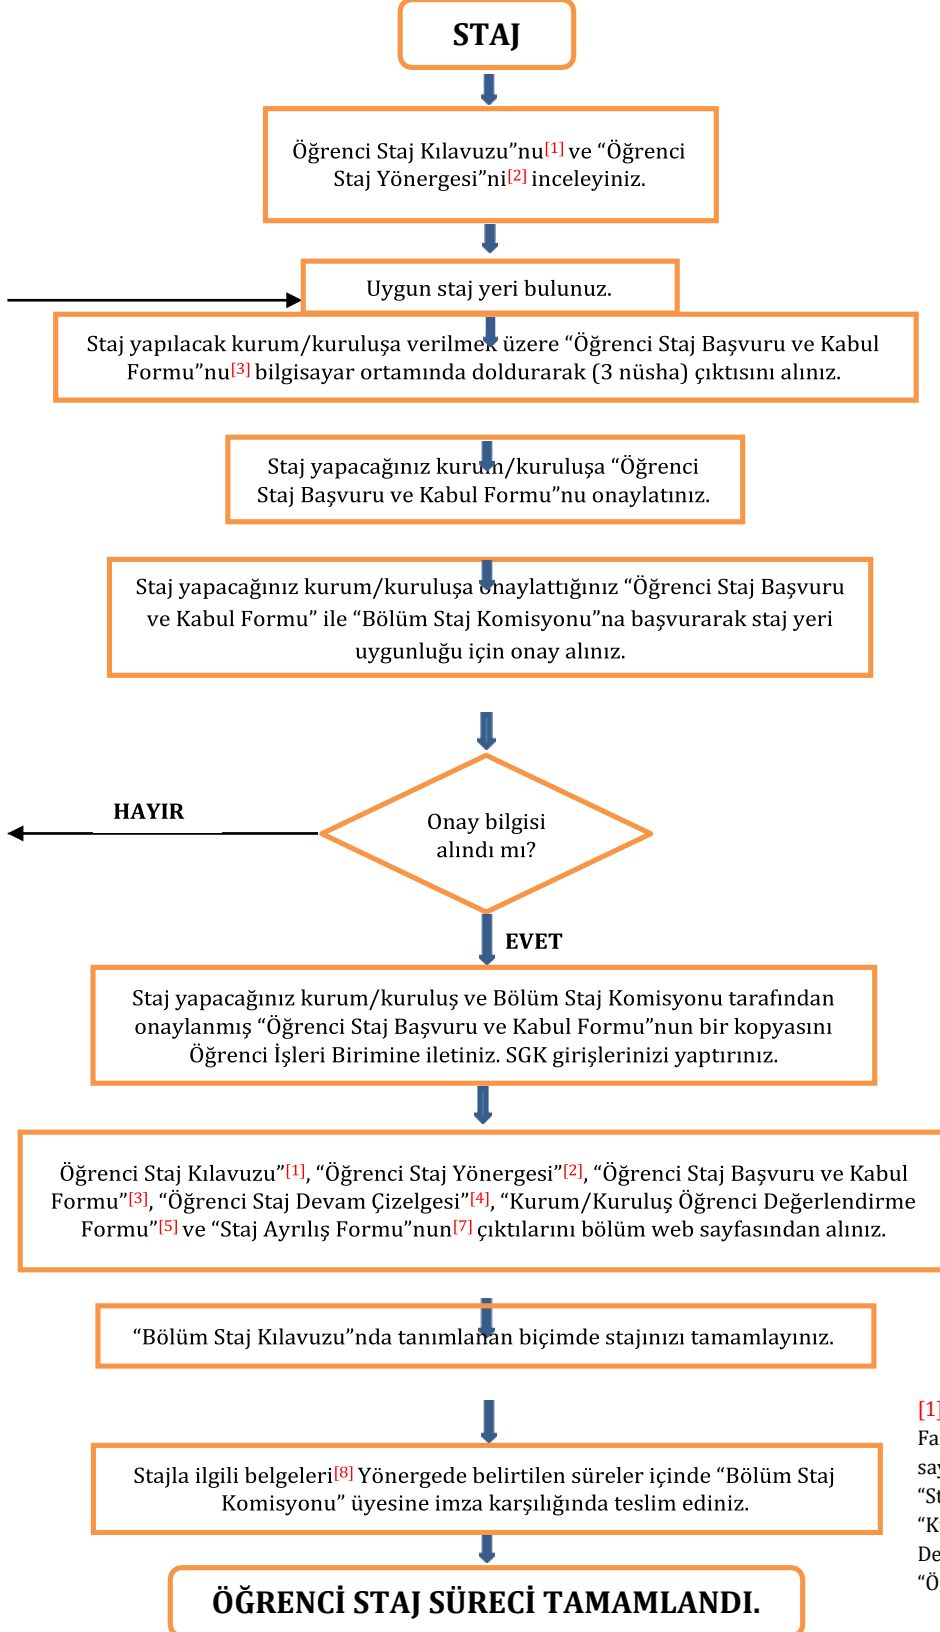 STAJ
Öğrenci Staj Kılavuzu”nu[1] ve “Öğrenci
Staj Yönergesi”ni[2] inceleyiniz.
Uygun staj yeri bulunuz.
Staj yapılacak kurum/kuruluşa verilmek üzere “Öğrenci Staj Başvuru ve Kabul
Formu”nu[3] bilgisayar ortamında doldurarak (3 nüsha) çıktısını alınız.
Staj yapacağınız kurum/kuruluşa “Öğrenci
Staj Başvuru ve Kabul Formu”nu onaylatınız.
Staj yapacağınız kurum/kuruluşa onaylattığınız “Öğrenci Staj Başvuru
ve Kabul Formu” ile “Bölüm Staj Komisyonu”na başvurarak staj yeri
uygunluğu için onay alınız.
HAYIR
Onay bilgisi
alındı mı?
EVET
Staj yapacağınız kurum/kuruluş ve Bölüm Staj Komisyonu tarafından
onaylanmış “Öğrenci Staj Başvuru ve Kabul Formu”nun bir kopyasını
Öğrenci İşleri Birimine iletiniz. SGK girişlerinizi yaptırınız.
Öğrenci Staj Kılavuzu”[1], “Öğrenci Staj Yönergesi”[2], “Öğrenci Staj Başvuru ve Kabul
Formu”[3], “Öğrenci Staj Devam Çizelgesi”[4], “Kurum/Kuruluş Öğrenci Değerlendirme
Formu”[5] ve “Staj Ayrılış Formu”nun[7] çıktılarını bölüm web sayfasından alınız.
“Bölüm Staj Kılavuzu”nda tanımlanan biçimde stajınızı tamamlayınız.
Stajla ilgili belgeleri[8] Yönergede belirtilen süreler içinde “Bölüm Staj
Komisyonu” üyesine imza karşılığında teslim ediniz.
ÖĞRENCİ STAJ SÜRECİ TAMAMLANDI.
[1]
Fa
say
“St
“Ku
De
“Ö